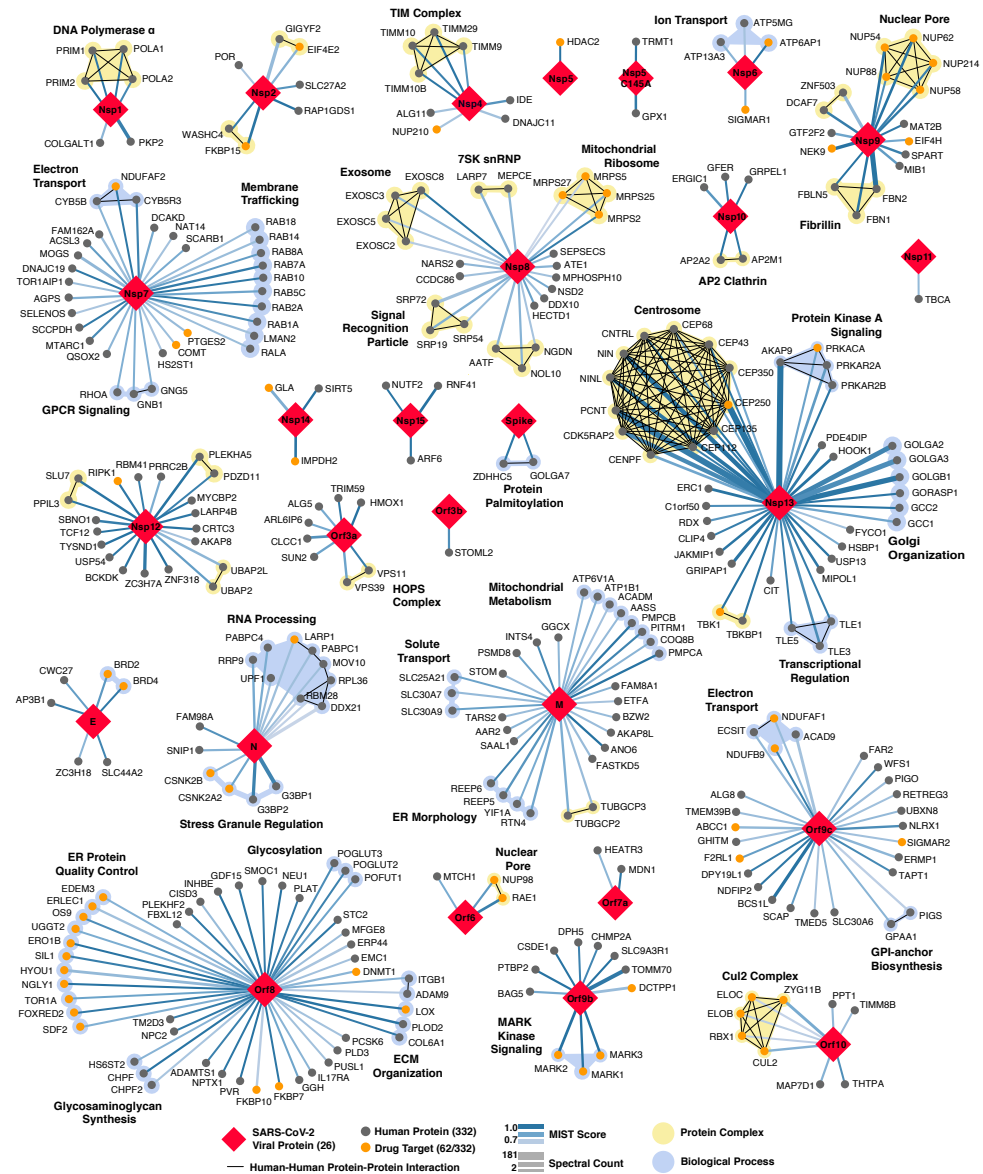 DNA Polymerase α
PRIM1
POLA1
PRIM2
POLA2
Nsp1
COLGALT1
PKP2
GIGYF2
EIF4E2
POR
Nsp2
SLC27A2
RAP1GDS1
WASHC4
FKBP15
TIM Complex
TIMM29
TIMM10
TIMM9
TIMM10B
Nsp4
IDE
ALG11
DNAJC11
NUP210
HDAC2
Nsp5
TRMT1
Nsp5
C145A
GPX1
Ion Transport
ATP5MG
ATP6AP1
ATP13A3
Nsp6
SIGMAR1
Nuclear Pore
NUP54
NUP62
NUP214
NUP88
NUP58
ZNF503
DCAF7
MAT2B
GTF2F2
Nsp9
EIF4H
NEK9
SPART
MIB1
FBLN5
FBN2
FBN1
Fibrillin
Electron
Transport
NDUFAF2
CYB5B
CYB5R3
Membrane
Trafficking
DCAKD
NAT14
FAM162A
SCARB1
ACSL3
MOGS
DNAJC19
TOR1AIP1
Nsp7
AGPS
SELENOS
SCCPDH
MTARC1
QSOX2
PTGES2
COMT
HS2ST1
RAB18
RAB14
RAB8A
RAB7A
RAB10
RAB5C
RAB2A
RAB1A
LMAN2
RALA
RHOA
GNB1
GNG5
GPCR Signaling
Exosome
EXOSC8
EXOSC3
EXOSC5
EXOSC2
7SK snRNP
LARP7
MEPCE
Mitochondrial
Ribosome
MRPS5
MRPS27
MRPS25
MRPS2
NARS2
CCDC86
Nsp8
SEPSECS
ATE1
MPHOSPH10
NSD2
DDX10
HECTD1
SRP72
SRP54
SRP19
Signal
Recognition
Particle
AATF
NGDN
NOL10
GFER
GRPEL1
ERGIC1
Nsp10
AP2A2
AP2M1
AP2 Clathrin
Nsp11
TBCA
GLA
SIRT5
Nsp14
IMPDH2
NUTF2
RNF41
Nsp15
ARF6
Spike
ZDHHC5
GOLGA7
Protein
Palmitoylation
Centrosome
CEP68
CNTRL
CEP43
NIN
CEP350
NINL
CEP250
PCNT
CEP135
CDK5RAP2
CEP112
CENPF
Protein Kinase A
Signaling
AKAP9
PRKACA
PRKAR2A
PRKAR2B
PDE4DIP
HOOK1
GOLGA2
GOLGA3
GOLGB1
GORASP1
GCC2
GCC1
Golgi
Organization
Nsp13
ERC1
C1orf50
RDX
CLIP4
JAKMIP1
GRIPAP1
FYCO1
HSBP1
USP13
MIPOL1
CIT
TBK1
TBKBP1
TLE1
TLE5
TLE3
Transcriptional
Regulation
SLU7
RIPK1
RBM41
PRRC2B
PLEKHA5
PDZD11
PPIL3
MYCBP2
LARP4B
SBNO1
Nsp12
CRTC3
TCF12
AKAP8
TYSND1
USP54
BCKDK
ZC3H7A
ZNF318
UBAP2L
UBAP2
TRIM59
ALG5
HMOX1
ARL6IP6
Orf3a
CLCC1
SUN2
VPS11
VPS39
HOPS
Complex
Orf3b
STOML2
RNA Processing
LARP1
PABPC4
PABPC1
RRP9
MOV10
UPF1
RPL36
RBM28
DDX21
FAM98A
SNIP1
N
CSNK2B
CSNK2A2
G3BP1
G3BP2
Stress Granule Regulation
BRD2
BRD4
CWC27
AP3B1
E
ZC3H18
SLC44A2
Mitochondrial
Metabolism
ATP6V1A
ATP1B1
ACADM
AASS
PMPCB
PITRM1
COQ8B
PMPCA
GGCX
INTS4
PSMD8
STOM
Solute
Transport
SLC25A21
SLC30A7
SLC30A9
M
FAM8A1
ETFA
BZW2
AKAP8L
TARS2
AAR2
SAAL1
ANO6
FASTKD5
REEP6
REEP5
YIF1A
RTN4
ER Morphology
TUBGCP3
TUBGCP2
Electron
Transport
NDUFAF1
ECSIT
ACAD9
NDUFB9
FAR2
WFS1
PIGO
RETREG3
UBXN8
NLRX1
SIGMAR2
ERMP1
TAPT1
ALG8
TMEM39B
ABCC1
GHITM
F2RL1
Orf9c
DPY19L1
NDFIP2
BCS1L
SCAP
TMED5
SLC30A6
PIGS
GPAA1
GPI-anchor
Biosynthesis
ER Protein
Quality Control
EDEM3
ERLEC1
OS9
UGGT2
ERO1B
SIL1
HYOU1
NGLY1
TOR1A
FOXRED2
SDF2
Glycosylation
POGLUT3
POGLUT2
POFUT1
SMOC1
GDF15
NEU1
INHBE
PLAT
CISD3
PLEKHF2
FBXL12
STC2
MFGE8
ERP44
EMC1
DNMT1
Orf8
ITGB1
ADAM9
LOX
PLOD2
COL6A1
ECM
Organization
TM2D3
NPC2
PCSK6
PLD3
PUSL1
IL17RA
GGH
FKBP7
FKBP10
PVR
NPTX1
ADAMTS1
HS6ST2
CHPF
CHPF2
Glycosaminoglycan
Synthesis
Nuclear
Pore
MTCH1
NUP98
RAE1
Orf6
HEATR3
MDN1
Orf7a
DPH5
CHMP2A
CSDE1
SLC9A3R1
PTBP2
TOMM70
BAG5
Orf9b
DCTPP1
MARK
Kinase
Signaling
MARK2
MARK3
MARK1
Cul2 Complex
ELOC
ZYG11B
ELOB
RBX1
CUL2
PPT1
TIMM8B
Orf10
MAP7D1
THTPA
SARS-CoV-2
Viral Protein (26)
Human Protein (332)
Drug Target (62/332)
Human-Human Protein-Protein Interaction
1.0
0.7
MIST Score
181
2
Spectral Count
Protein Complex
Biological Process